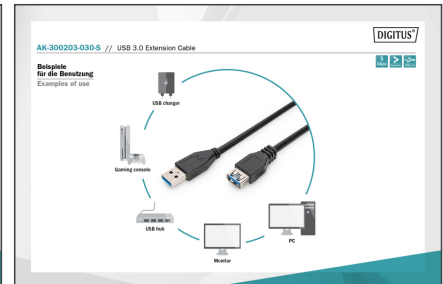 DIGITUS®
AK-300203-030-S // USB 3.0 Extension Cable
Beispiele
für die Benutzung
Examples of use
USB charger
Gaming console
USB hub
Monitor
PC